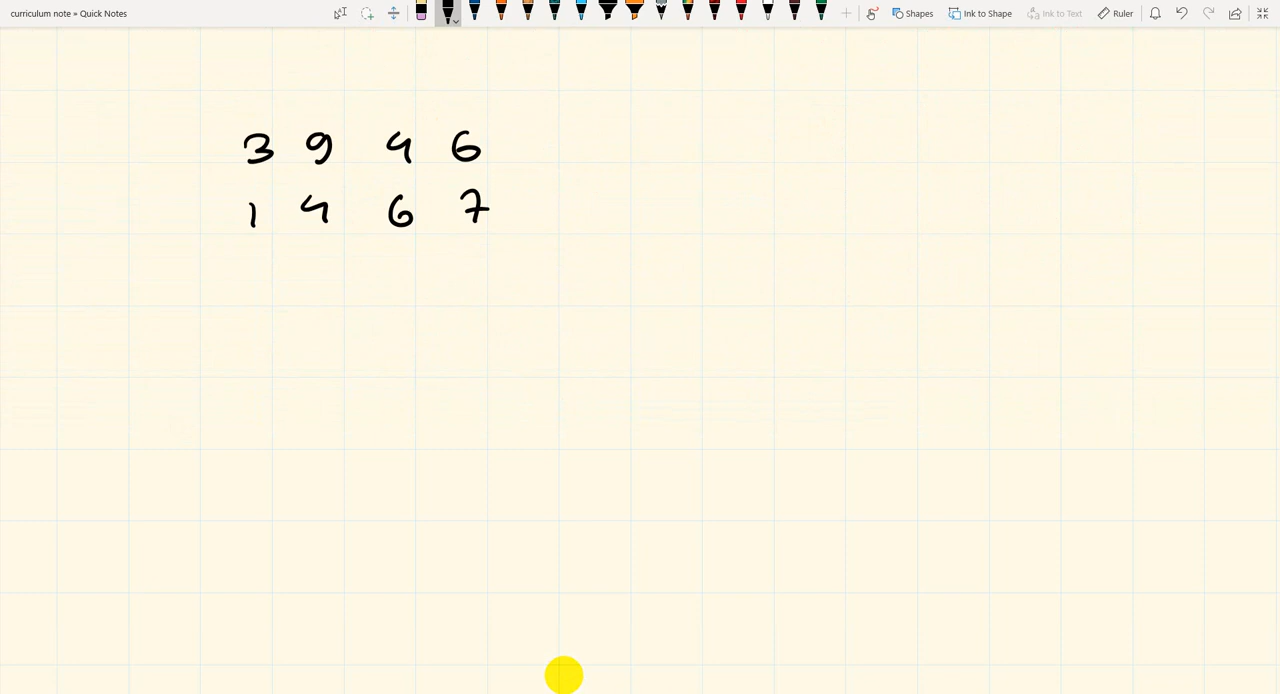 curriculum note » Quick Notes
Shapes Ink to Shape Ink to Text Ruler
3 9 4 6
1 4 6 7